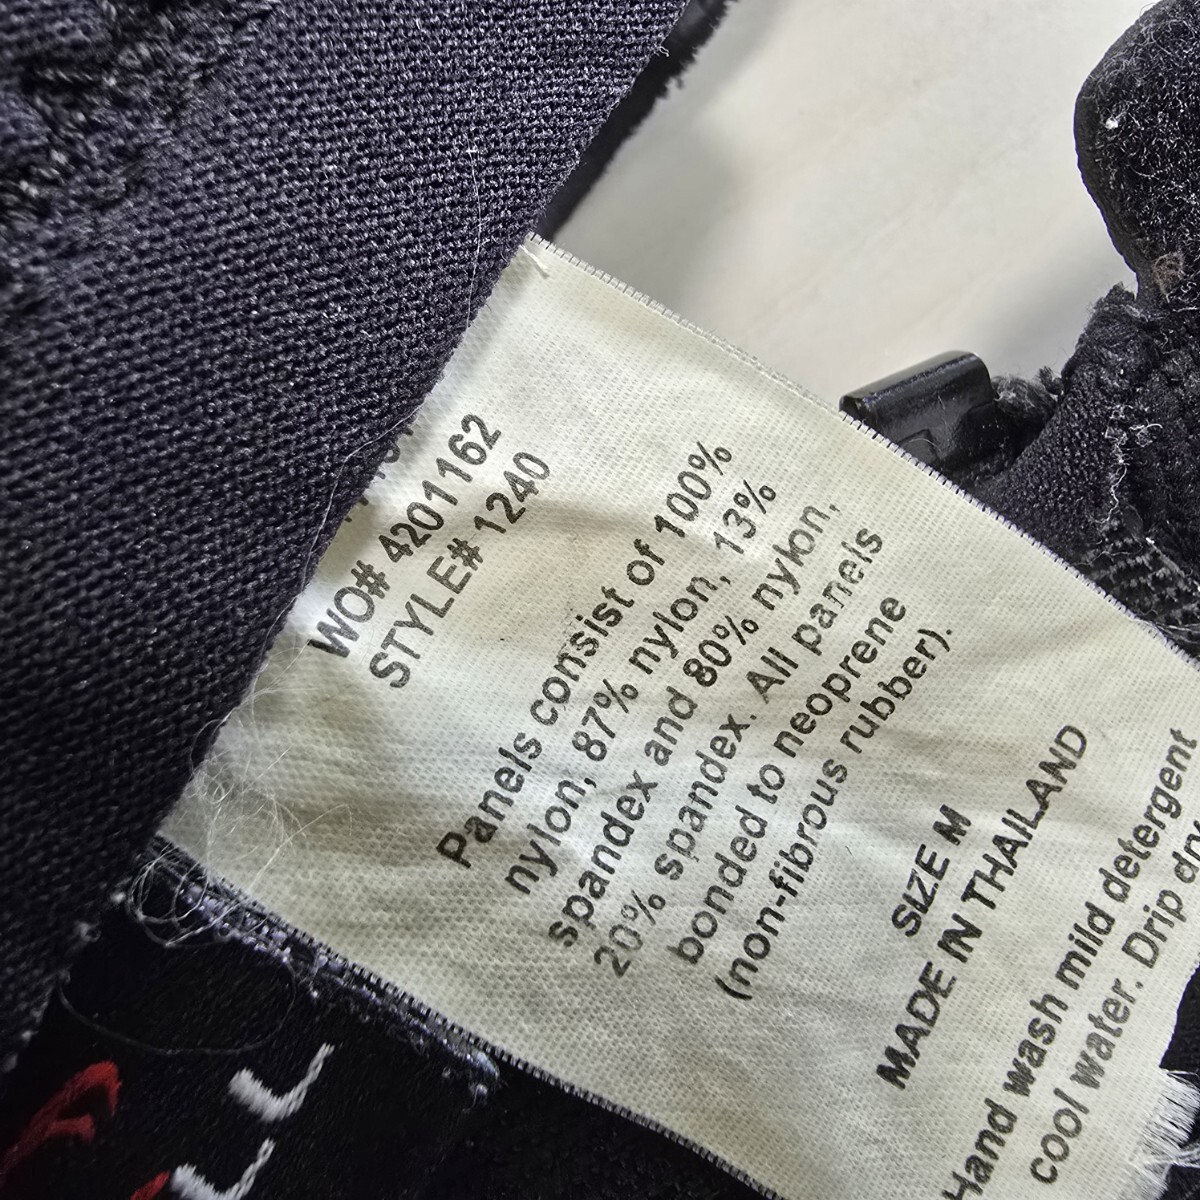 WO# 4201162
STYLE# 1240
Panels consist of 100%
nylon, 87% nylon, 13%
spandex and 80% nylon,
20% spandex. All panels
bonded to neoprene
(non-fibrous rubber).
SIZE M
MADE IN THAILAND
Hand wash mild detergent
cool water. Drip